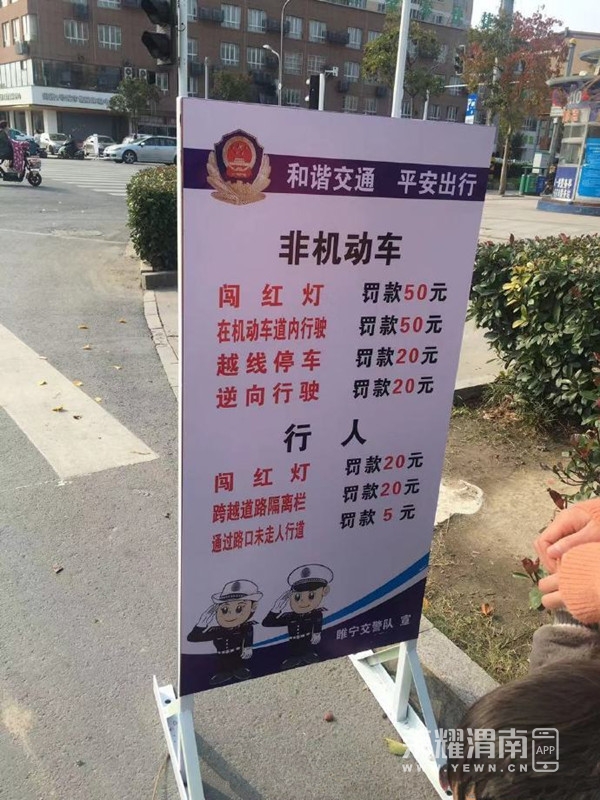 和谐交通 平安出行
非机动车
闯红灯 罚款50元
在机动车道内行驶 罚款50元
越线停车 罚款20元
逆向行驶 罚款20元
行人
闯红灯 罚款20元
跨越道路隔离栏 罚款20元
通过路口未走人行道 罚款5元
睢宁交警队 宣
耀渭南 APP
WWW.YEWN.CN